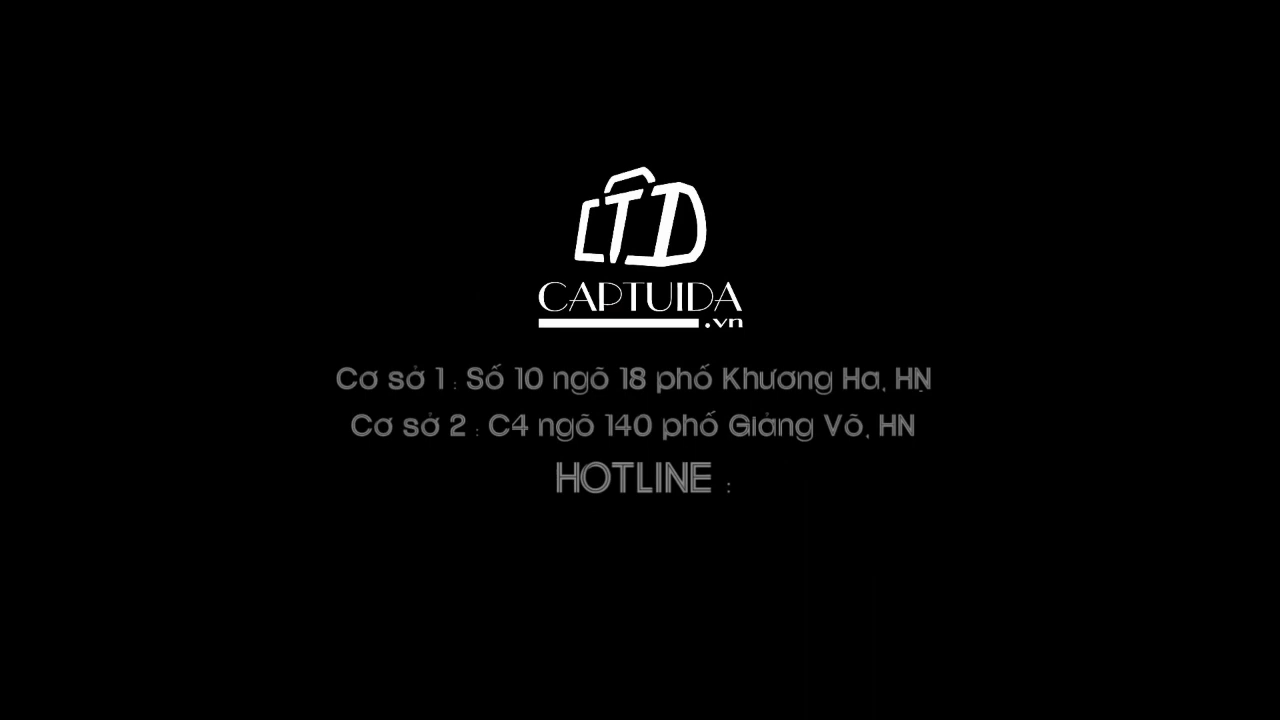 CTD
CAPTUIDA
.vn
Cơ sở 1 : Số 10 ngõ 18 phố Khương Hạ, HN
Cơ sở 2 : C4 ngõ 140 phố Giảng Võ, HN
HOTLINE :